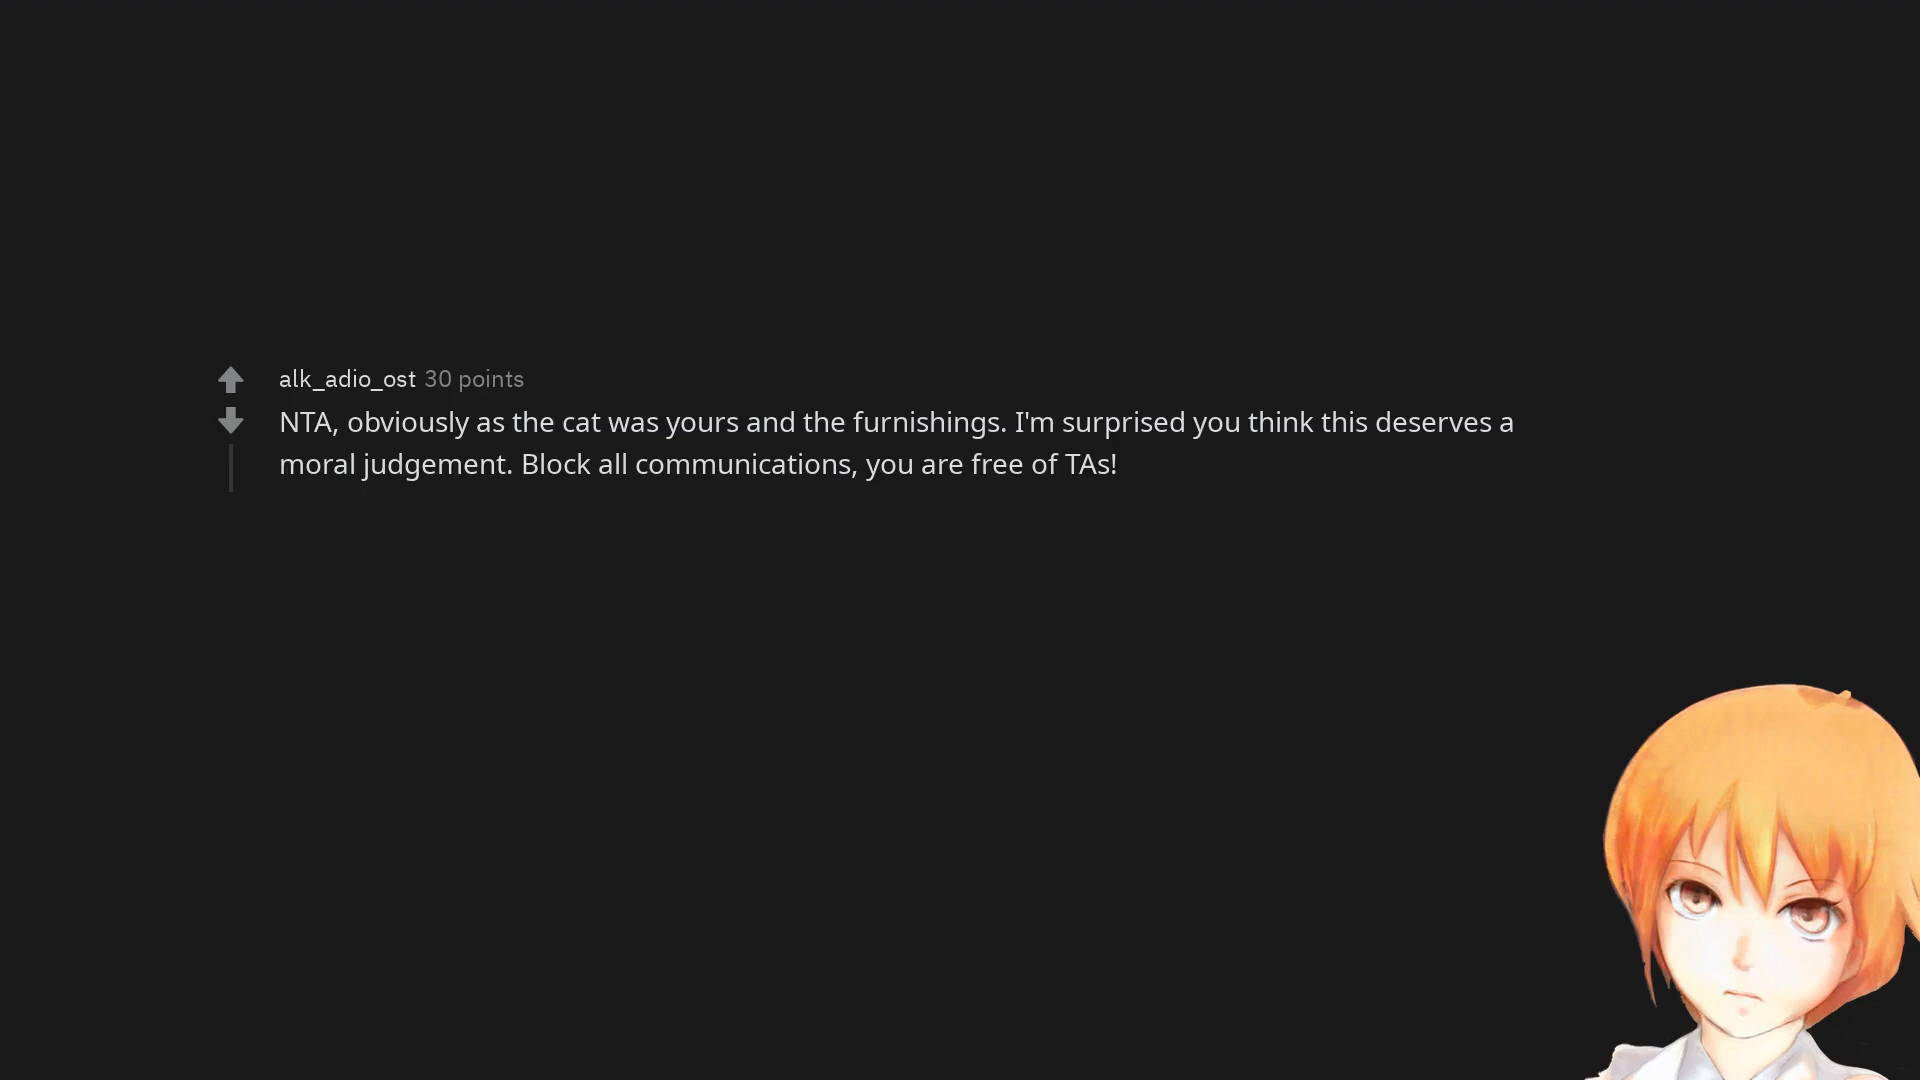 alk_adio_ost 30 points
NTA, obviously as the cat was yours and the furnishings. I'm surprised you think this deserves a
moral judgement. Block all communications, you are free of TAs!